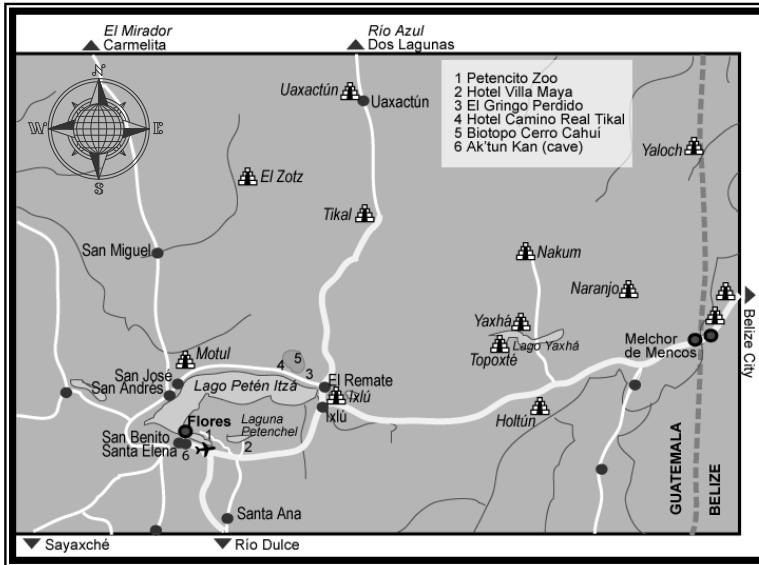 El Mirador
Carmelita
Río Azul
Dos Lagunas
1 Petencito Zoo
2 Hotel Villa Maya
3 El Gringo Perdido
4 Hotel Camino Real Tikal
5 Biotopo Cerro Cahuí
6 Ak'tun Kan (cave)
N
W
E
S
Uaxactún
Uaxactún
Yaloch
El Zotz
Tikal
San Miguel
Nakum
Naranjo
Yaxhá
Lago Yaxhá
Topoxté
Melchor
de Mencos
Belize City
Motul
5
4
3
San José
San Andrés
Lago Petén Itzá
El Remate
Ixlú
Ixlú
Flores
1
Laguna
Petenchel
2
San Benito
Santa Elena
6
Holtún
GUATEMALA
BELIZE
Santa Ana
Sayaxché
Río Dulce